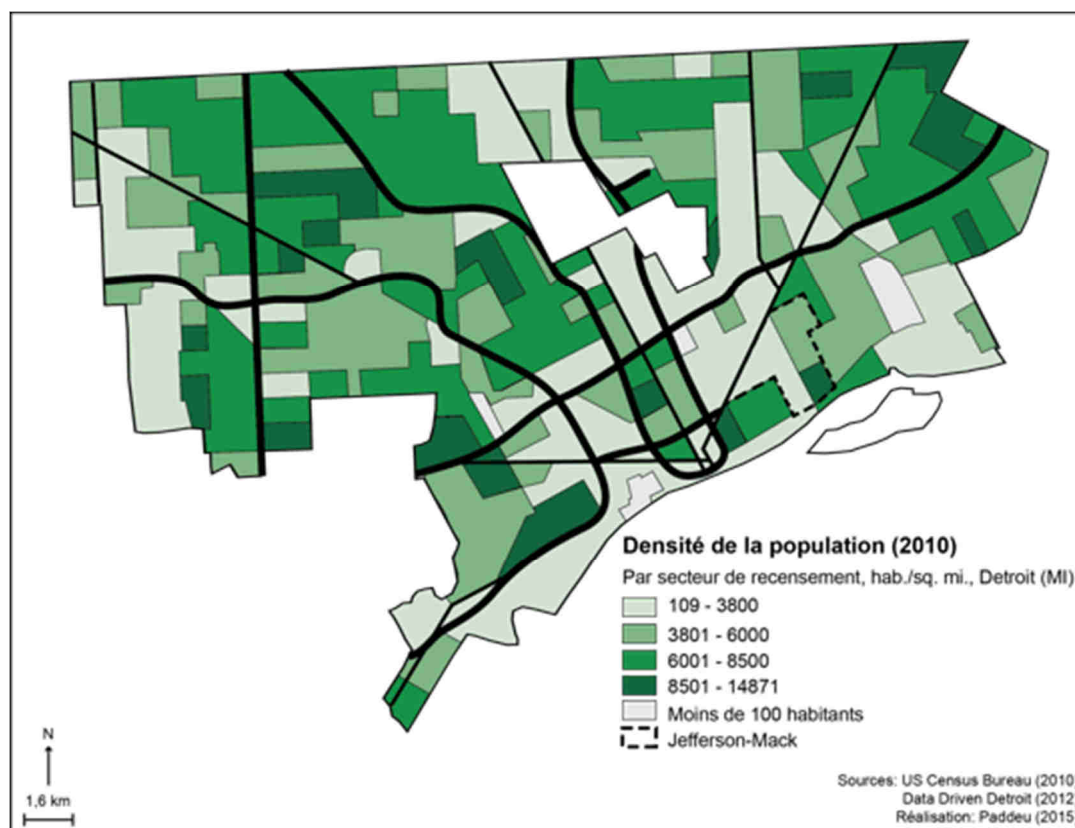 Densité de la population (2010)
Par secteur de recensement, hab./sq. mi., Detroit (MI)
109 - 3800
3801 - 6000
6001 - 8500
8501 - 14871
Moins de 100 habitants
Jefferson-Mack
N
1,6 km
Sources: US Census Bureau (2010)
Data Driven Detroit (2012)
Réalisation: Paddeu (2015)